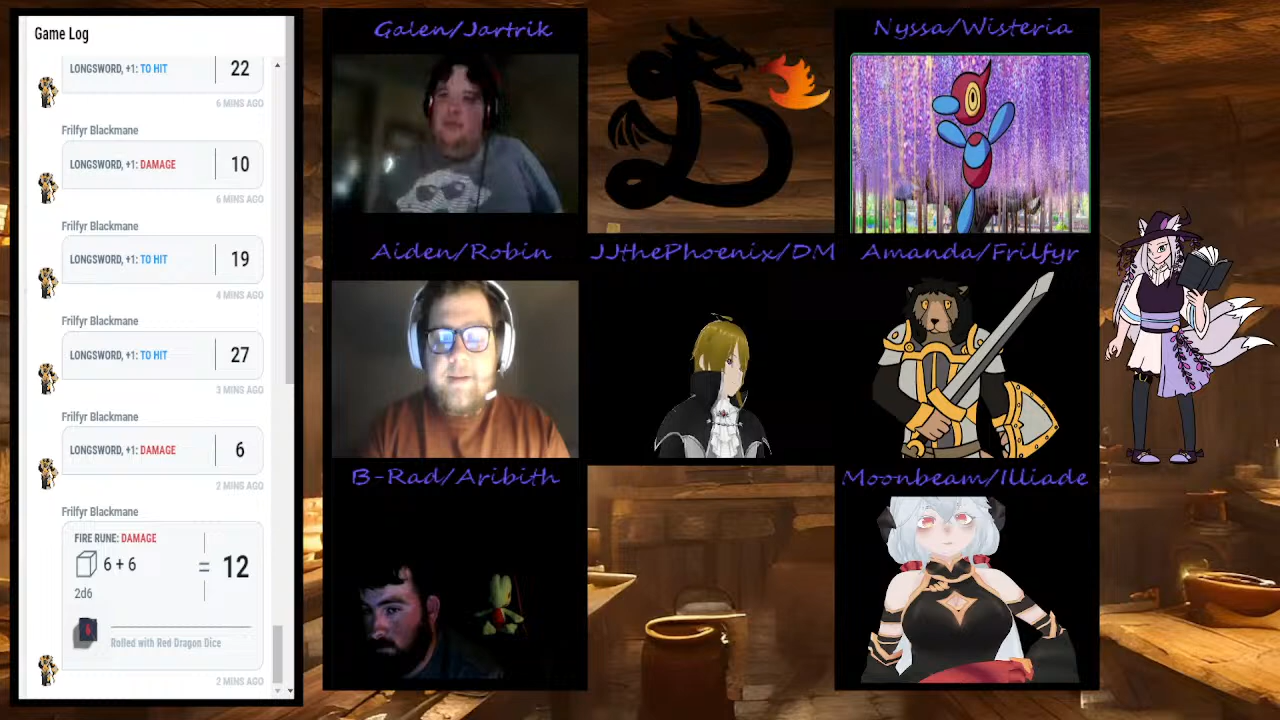 Game Log
LONGSWORD, +1: TO HIT
22
6 MINS AGO
Frilfyr Blackmane
LONGSWORD, +1: DAMAGE
10
6 MINS AGO
Frilfyr Blackmane
LONGSWORD, +1: TO HIT
19
4 MINS AGO
Frilfyr Blackmane
LONGSWORD, +1: TO HIT
27
3 MINS AGO
Frilfyr Blackmane
LONGSWORD, +1: DAMAGE
6
2 MINS AGO
Frilfyr Blackmane
FIRE RUNE: DAMAGE
6 + 6 = 12
2d6
Rolled with Red Dragon Dice
2 MINS AGO
Galen/Jartrik
Nyssa/Wisteria
Aiden/Robin
JJthePhoenix/DM
Amanda/Frilfyr
B-Rad/Aribith
Moonbeam/Illiade